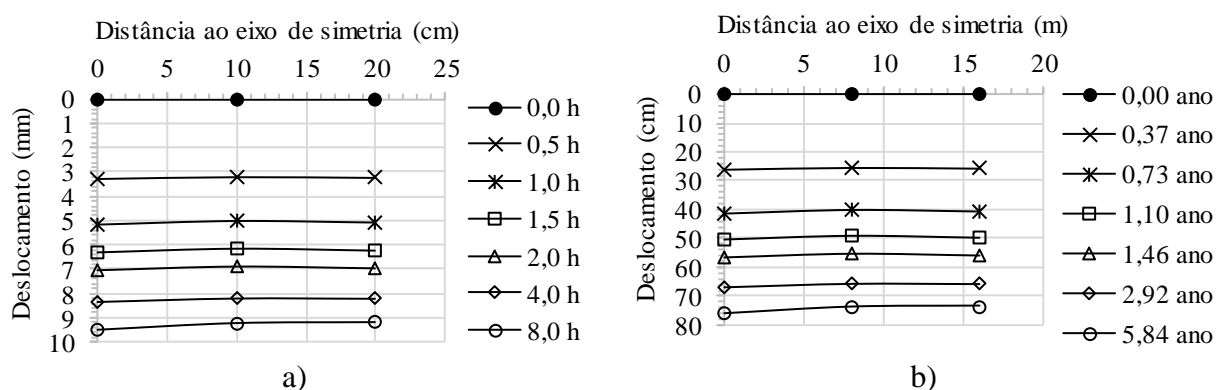 Distância ao eixo de simetria (cm)
0 5 10 15 20 25
Deslocamento (mm)
0
1
2
3
4
5
6
7
8
9
10
0,0 h
0,5 h
1,0 h
1,5 h
2,0 h
4,0 h
8,0 h
a)
Distância ao eixo de simetria (m)
0 5 10 15 20
Deslocamento (cm)
0
10
20
30
40
50
60
70
80
0,00 ano
0,37 ano
0,73 ano
1,10 ano
1,46 ano
2,92 ano
5,84 ano
b)